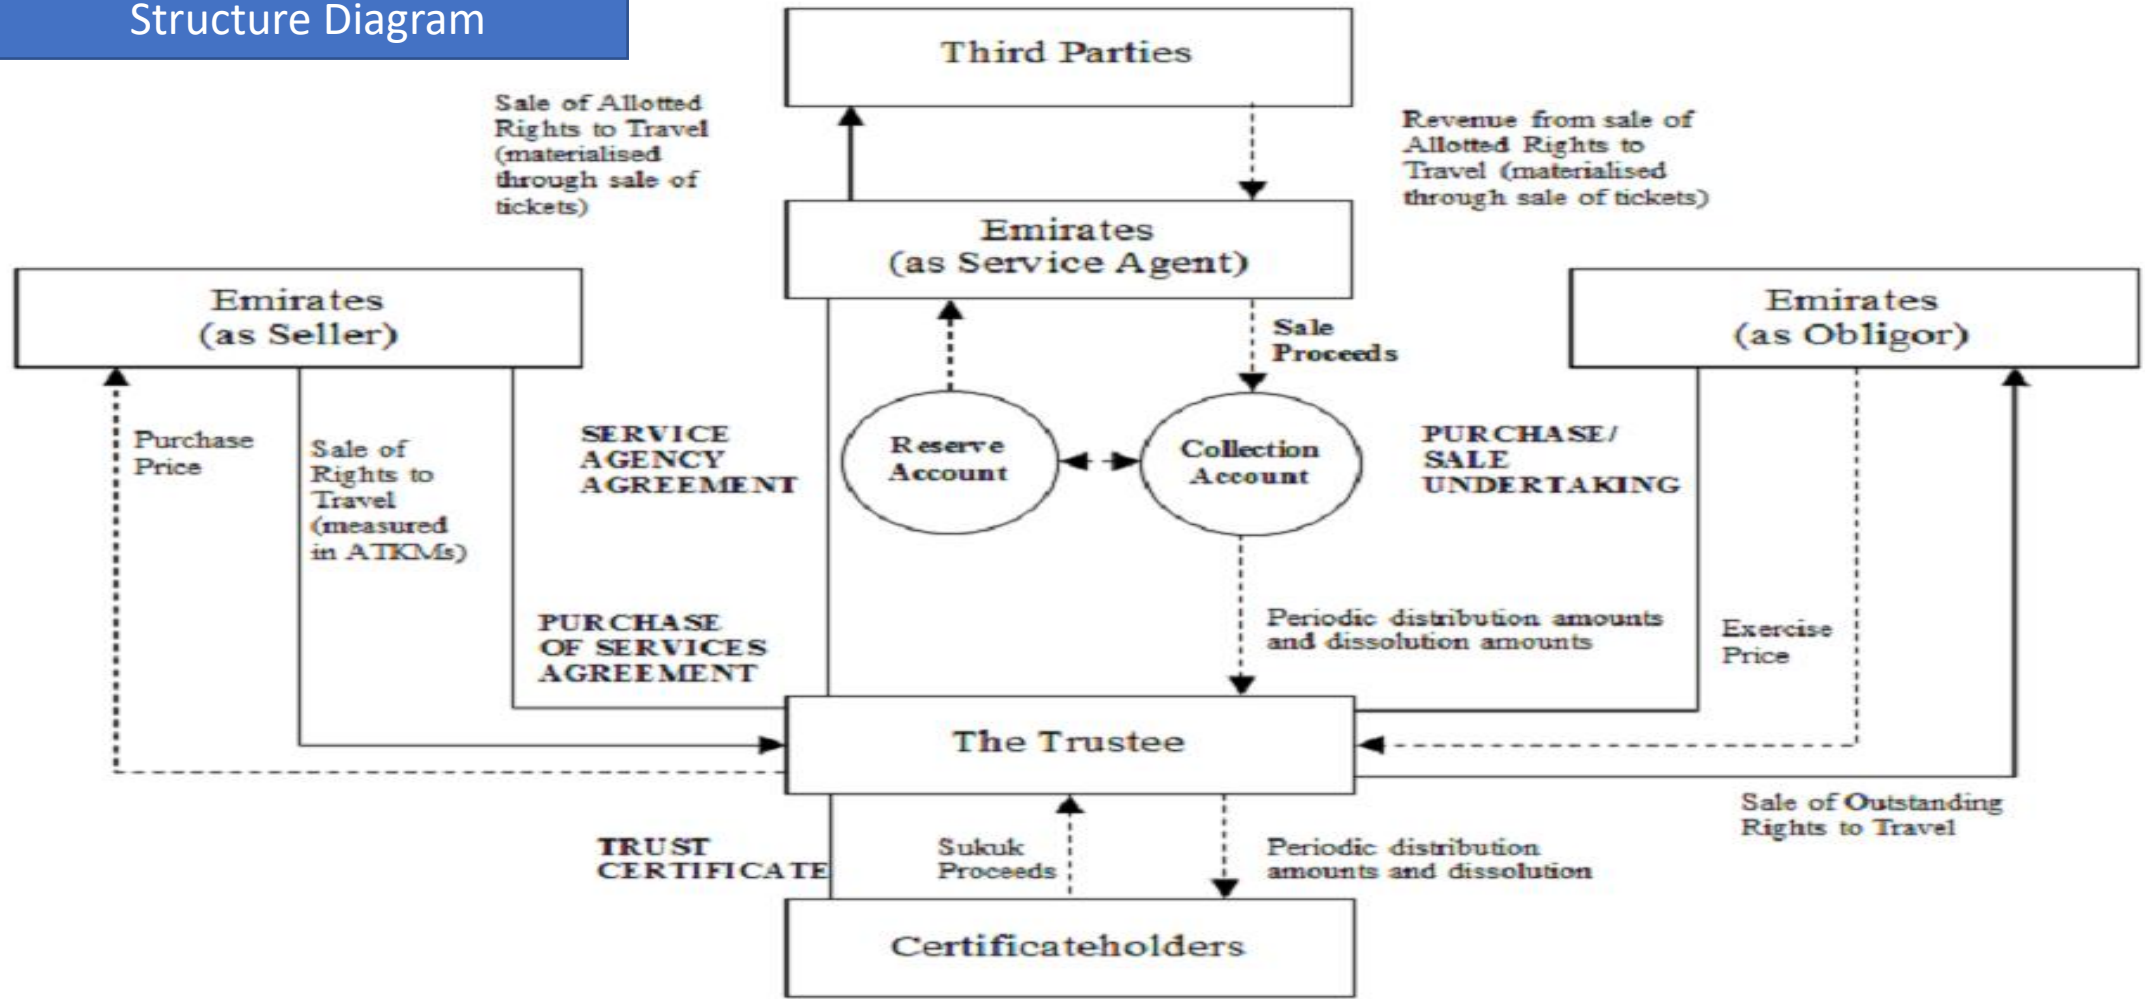 Structure Diagram
Third Parties
Sale of Allotted
Rights to Travel
(materialised
through sale of
tickets)
Revenue from sale of
Allotted Rights to
Travel (materialised
through sale of tickets)
Emirates
(as Service Agent)
Emirates
(as Seller)
Emirates
(as Obligor)
Sale
Proceeds
Purchase
Price
Sale of
Rights to
Travel
(measured
in ATKMs)
SERVICE
AGENCY
AGREEMENT
Reserve
Account
Collection
Account
PURCHASE/
SALE
UNDERTAKING
PURCHASE
OF SERVICES
AGREEMENT
Periodic distribution amounts
and dissolution amounts
Exercise
Price
The Trustee
Sale of Outstanding
Rights to Travel
TRUST
CERTIFICATE
Sukuk
Proceeds
Periodic distribution
amounts and dissolution
Certificateholders